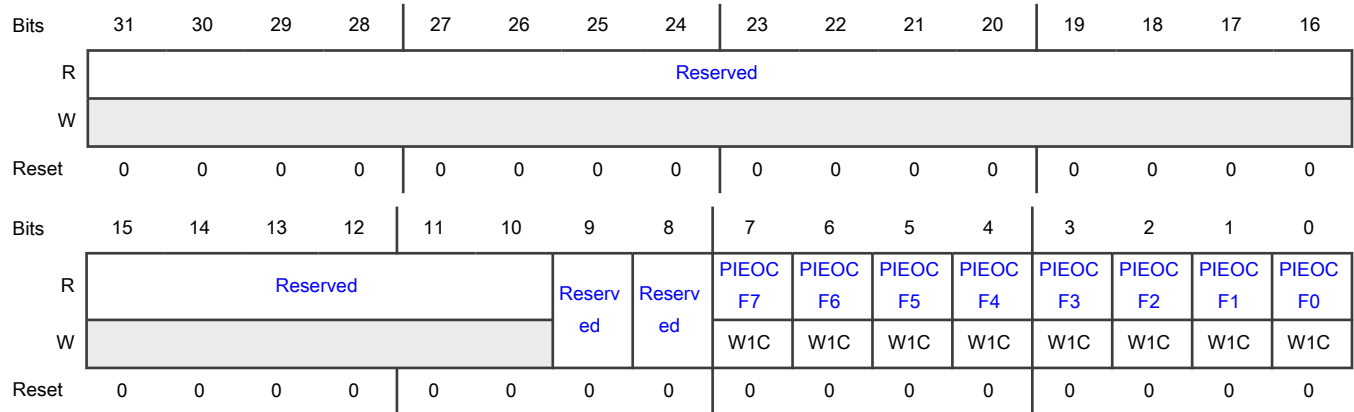 Bits 31 30 29 28 27 26 25 24 23 22 21 20 19 18 17 16
R Reserved
W
Reset 0 0 0 0 0 0 0 0 0 0 0 0 0 0 0 0
Bits 15 14 13 12 11 10 9 8 7 6 5 4 3 2 1 0
R Reserved Reserv Reserv PIEOC PIEOC PIEOC PIEOC PIEOC PIEOC PIEOC PIEOC
ed ed F7 F6 F5 F4 F3 F2 F1 F0
W W1C W1C W1C W1C W1C W1C W1C W1C
Reset 0 0 0 0 0 0 0 0 0 0 0 0 0 0 0 0